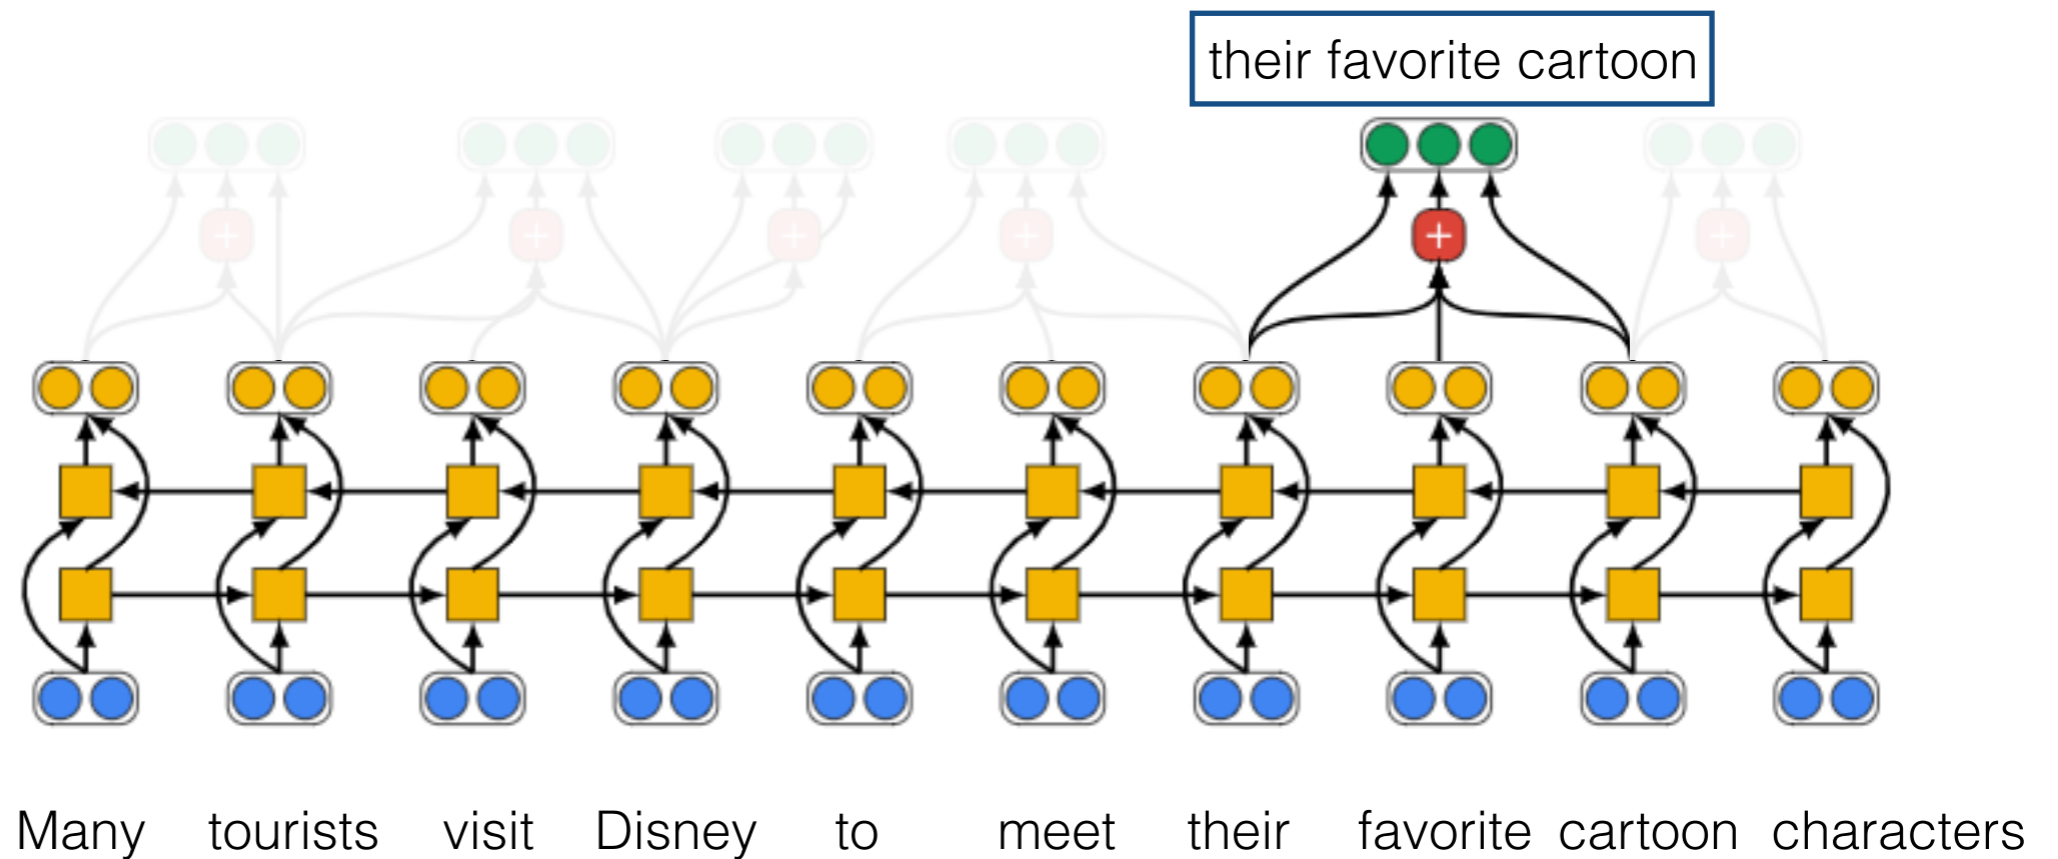 their favorite cartoon
+ + + + + +
Many tourists visit Disney to meet their favorite cartoon characters